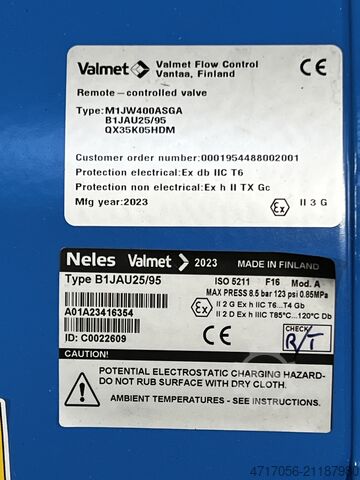 Valmet Valmet Flow Control
Vantaa, Finland
CE
Remote-controlled valve
Type:M1JW400ASGA
B1JAU25/95
QX35K05HDM
Customer order number:0001954488002001
Protection electrical:Ex db IIC T6
Protection non electrical:Ex h II TX Gc
Mfg year:2023
Ex II 3 G
Neles Valmet 2023 MADE IN FINLAND
Type B1JAU25/95
ISO 5211 F16 Mod. A
MAX PRESS 8.5 bar 123 psi 0.85MPa
Ex II 2 G Ex h IIC T6...T4 Gb
II 2 D Ex h IIIC T85°C...120°C Db
A01A23416354
ID: C0022609
CHECK
R/T
CAUTION!
POTENTIAL ELECTROSTATIC CHARGING HAZARD-
DO NOT RUB SURFACE WITH DRY CLOTH.
AMBIENT TEMPERATURES - SEE INSTRUCTIONS
4717056-21187980